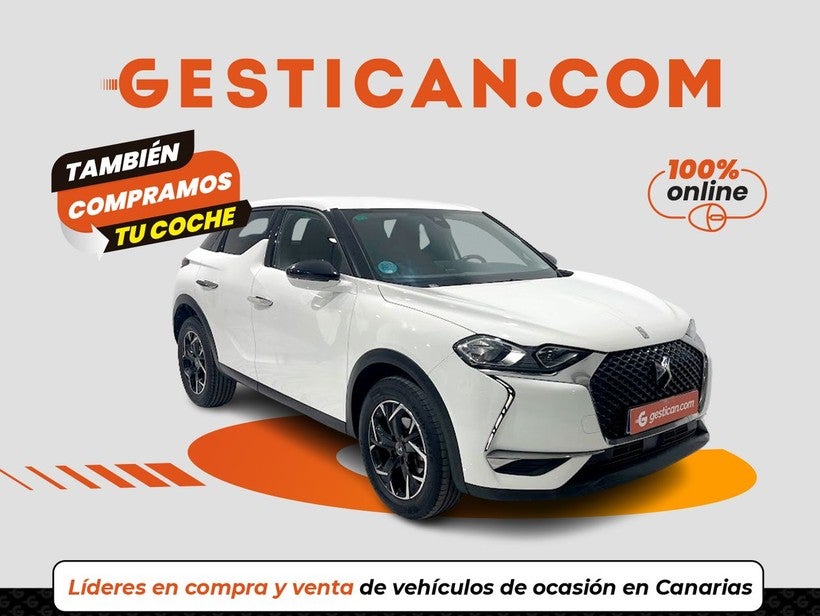 GESTICAN.COM
TAMBIÉN
COMPRAMOS
TU COCHE
100%
online
gestican.com
Líderes en compra y venta de vehículos de ocasión en Canarias